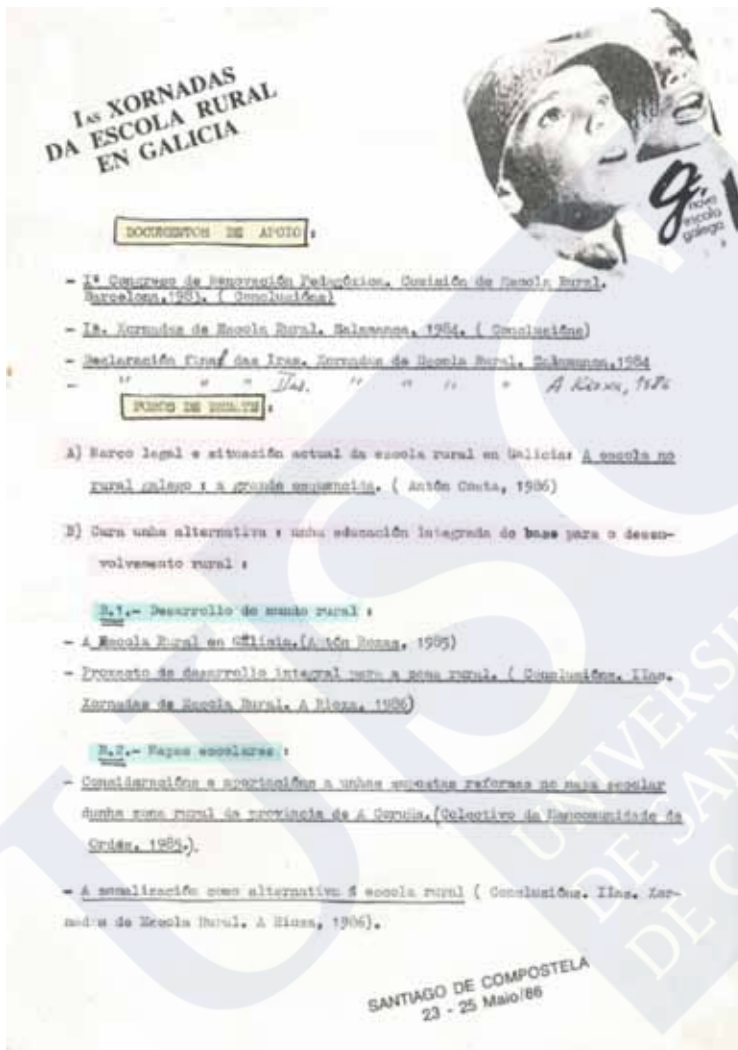 Ias XORNADAS
DA ESCOLA RURAL
EN GALICIA
g,
nova
escola
galega
DOCUMENTOS DE APOIO :
- Iº Congreso de Renovación Pedagóxica. Comisión de Escola Rural.
Barcelona,1983. ( Conclusións)
- Ia. Xornadas de Escola Rural. Salamanca, 1984. ( Conclusións)
- Declaración final das Iras. Xornadas de Escola Rural. Salamanca,1984
- " " " IIas. " " " " A Rioxa, 1986
PUNTOS DE DEBATE :
A) Marco legal e situación actual da escola rural en Galicia: A escola no
rural galego : a grande esquencida. ( Antón Costa, 1986)
B) Cara unha alternativa : unha educación integrada de base para o desen-
volvemento rural :
B.1.- Desarrollo do mundo rural :
- A Escola Rural en Galicia.(Antón Rozas, 1985)
- Proxecto de desarrollo integral para a zona rural. ( Conclusións. IIas.
Xornadas de Escola Rural. A Rioxa, 1986)
B.2.- Mapas escolares :
- Consideracións e aportacións a unhas supostas reformas no mapa escolar
dunha zona rural da provincia de A Coruña.(Colectivo da Mancomunidade de
Ordes, 1985.).
- A zonalización como alternativa á escola rural ( Conclusións. IIas. Xor-
nadas de Escola Rural. A Rioxa, 1986).
SANTIAGO DE COMPOSTELA
23 - 25 Maio/86
USC
UNIVERSI
DE SAN
DE C